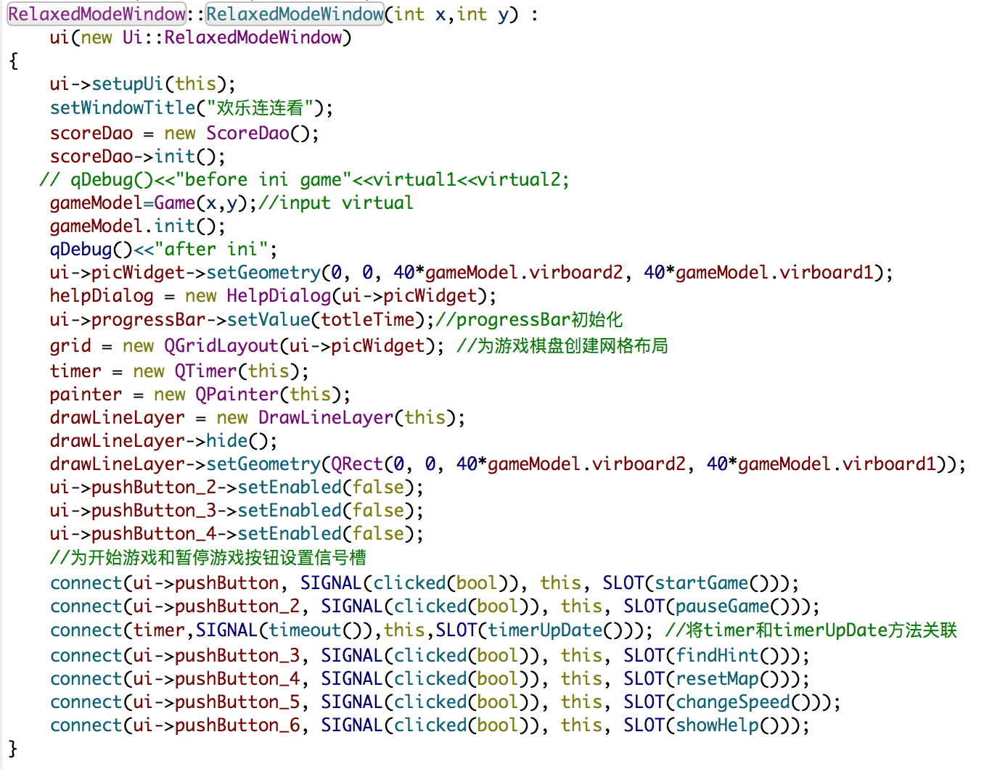 RelaxedModeWindow::RelaxedModeWindow(int x,int y) :
    ui(new Ui::RelaxedModeWindow)
{
    ui->setupUi(this);
    setWindowTitle("欢乐连连看");
    scoreDao = new ScoreDao();
    scoreDao->init();
   // qDebug()<<"before ini game"<<virtual1<<virtual2;
    gameModel=Game(x,y);//input virtual
    gameModel.init();
    qDebug()<<"after ini";
    ui->picWidget->setGeometry(0, 0, 40*gameModel.virboard2, 40*gameModel.virboard1);
    helpDialog = new HelpDialog(ui->picWidget);
    ui->progressBar->setValue(totleTime);//progressBar初始化
    grid = new QGridLayout(ui->picWidget); //为游戏棋盘创建网格布局
    timer = new QTimer(this);
    painter = new QPainter(this);
    drawLineLayer = new DrawLineLayer(this);
    drawLineLayer->hide();
    drawLineLayer->setGeometry(QRect(0, 0, 40*gameModel.virboard2, 40*gameModel.virboard1));
    ui->pushButton_2->setEnabled(false);
    ui->pushButton_3->setEnabled(false);
    ui->pushButton_4->setEnabled(false);
    //为开始游戏和暂停游戏按钮设置信号槽
    connect(ui->pushButton, SIGNAL(clicked(bool)), this, SLOT(startGame()));
    connect(ui->pushButton_2, SIGNAL(clicked(bool)), this, SLOT(pauseGame()));
    connect(timer,SIGNAL(timeout()),this,SLOT(timerUpDate())); //将timer和timerUpDate方法关联
    connect(ui->pushButton_3, SIGNAL(clicked(bool)), this, SLOT(findHint()));
    connect(ui->pushButton_4, SIGNAL(clicked(bool)), this, SLOT(resetMap()));
    connect(ui->pushButton_5, SIGNAL(clicked(bool)), this, SLOT(changeSpeed()));
    connect(ui->pushButton_6, SIGNAL(clicked(bool)), this, SLOT(showHelp()));
}